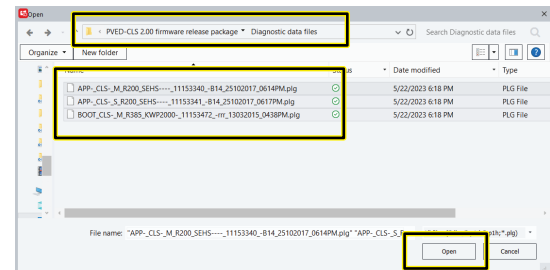 Open
PVED-CLS 2.00 firmware release package Diagnostic data files
Search Diagnostic data files
Organize New folder
Name Status Date modified Type
APP-_CLS-_M_R200_SEHS----_11153340_-B14_25102017_0614PM.plg 5/22/2023 6:18 PM PLG File
APP-_CLS-_S_R200_SEHS----_11153341_-B14_25102017_0617PM.plg 5/22/2023 6:18 PM PLG File
BOOT_CLS-_M_R385_KWP2000-_11153472_-rrr_13032015_0438PM.plg 5/22/2023 6:18 PM PLG File
File name: "APP-_CLS-_M_R200_SEHS----_11153340_-B14_25102017_0614PM.plg" "APP-_CLS-_S_R
Open Cancel